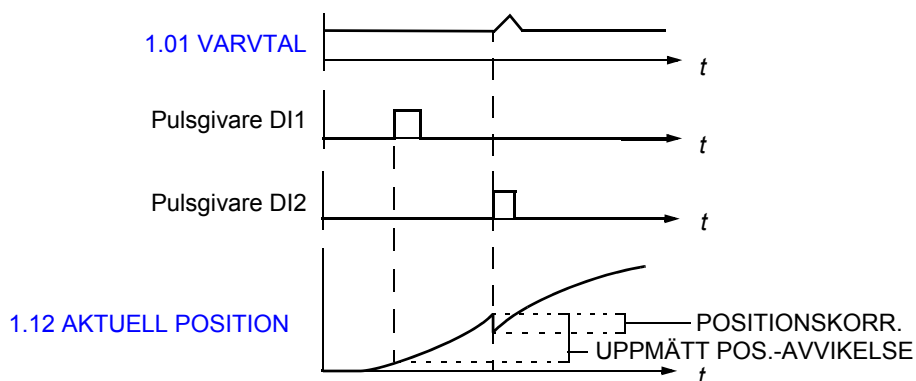 1.01 VARVTAL
t
Pulsgivare DI1
t
Pulsgivare DI2
t
1.12 AKTUELL POSITION
POSITIONSKORR.
UPPMÄTT POS.-AVVIKELSE
t